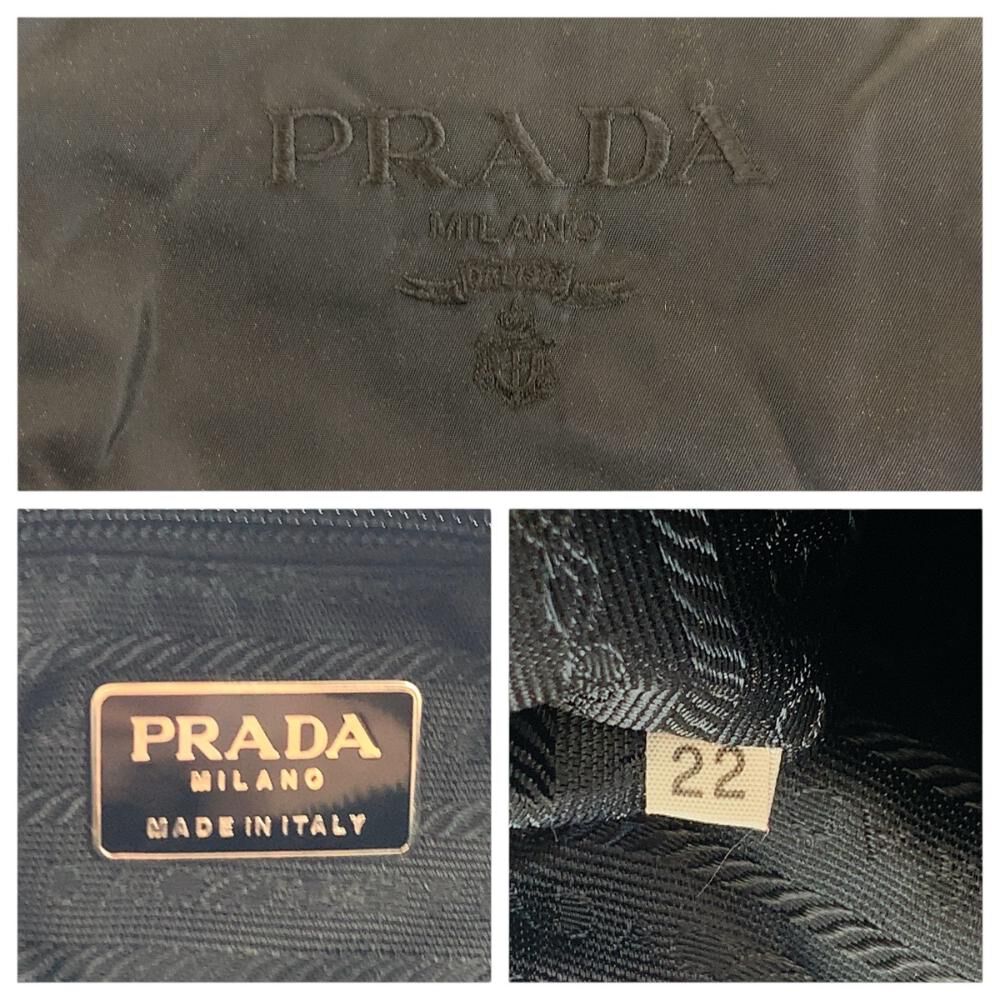 PRADA
MILANO
DAL 1913
PRADA
MILANO
MADE IN ITALY
22